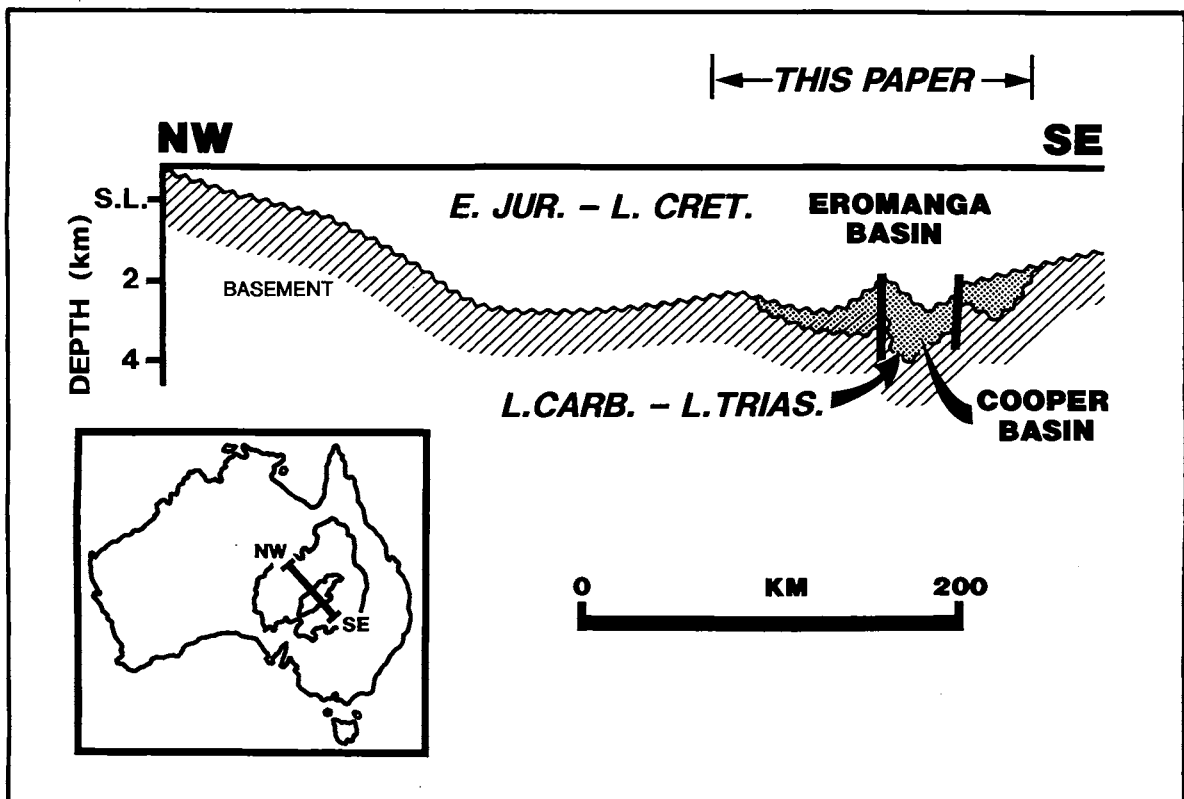 THIS PAPER
NW
SE
S.L.
E. JUR. – L. CRET.
EROMANGA
BASIN
DEPTH (km)
2
BASEMENT
4
L.CARB. – L.TRIAS.
COOPER
BASIN
NW
SE
0
KM
200